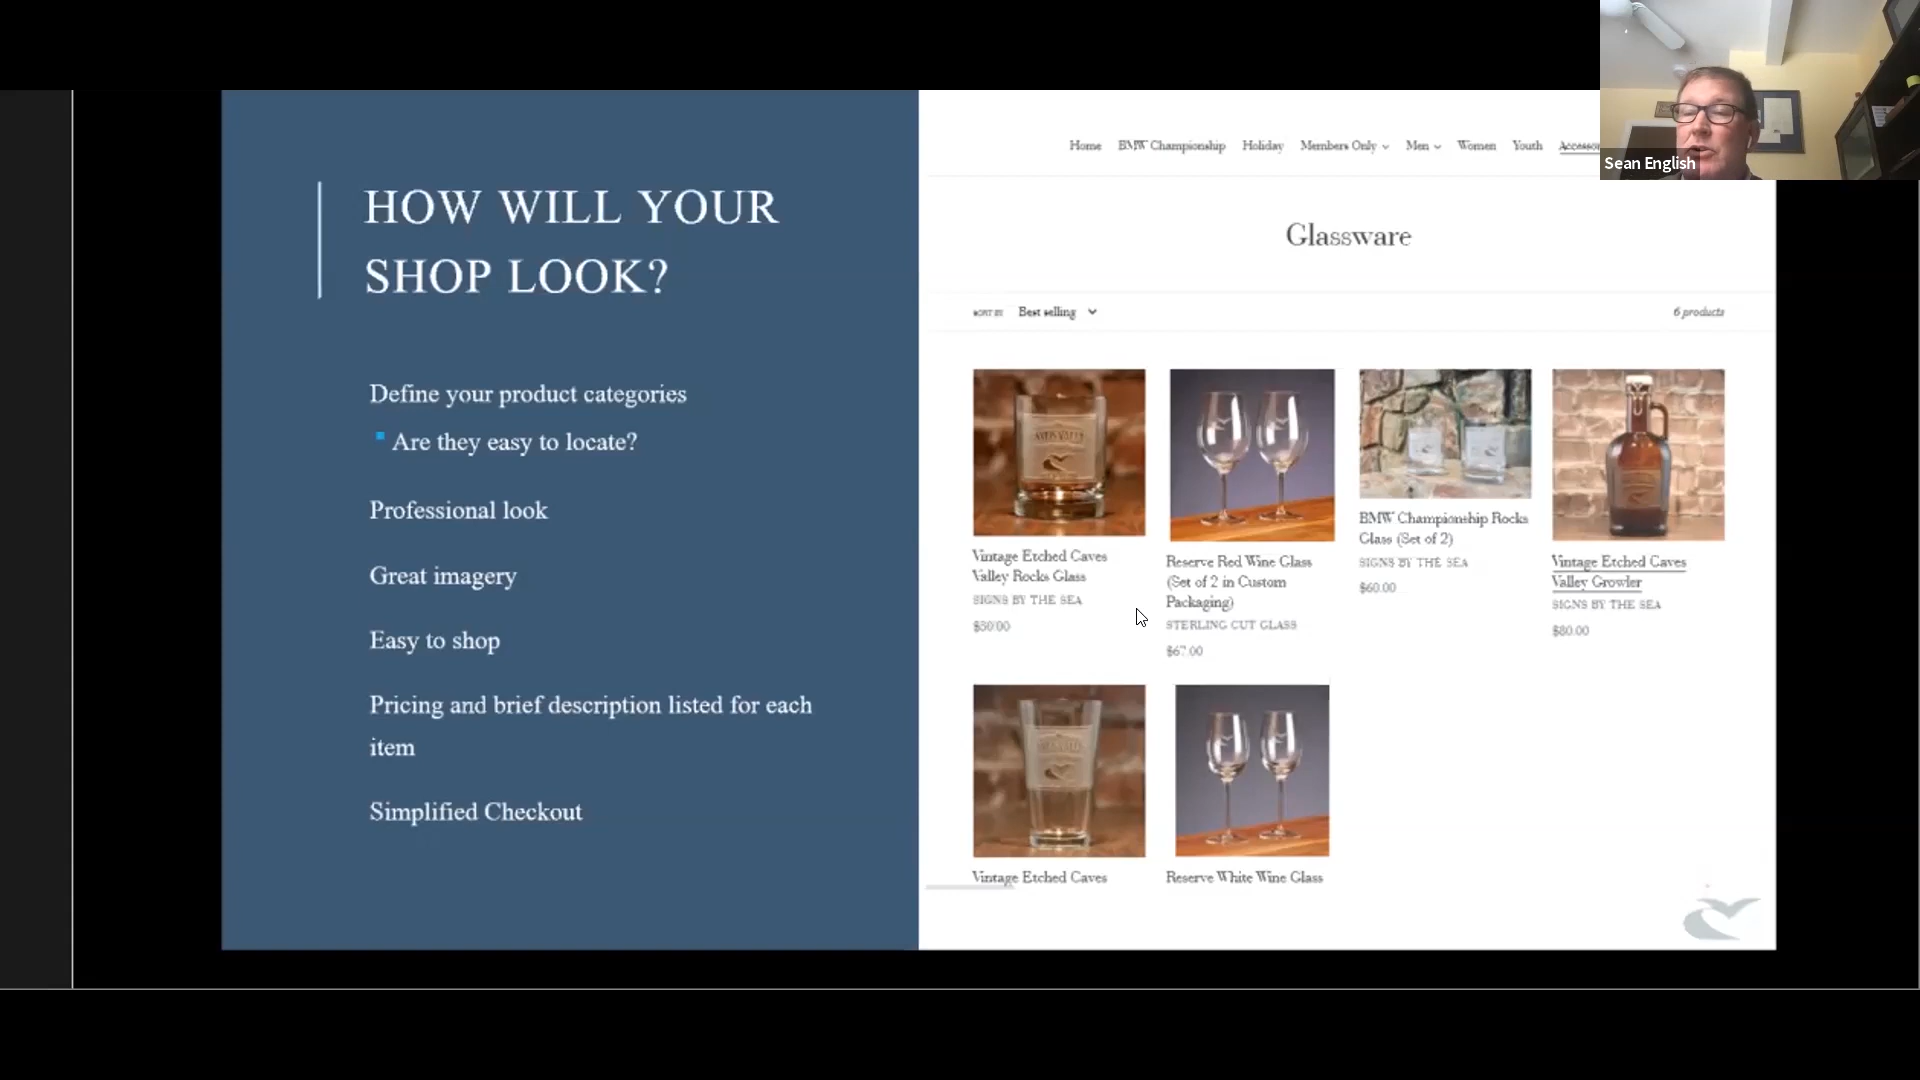 Sean English
HOW WILL YOUR
SHOP LOOK?
Define your product categories
Are they easy to locate?
Professional look
Great imagery
Easy to shop
Pricing and brief description listed for each
item
Simplified Checkout
Home BMW Championship Holiday Members Only Men Women Youth
Glassware
SORT BY Best selling
6 products
Vintage Etched Caves
Valley Rocks Glass
SIGNS BY THE SEA
Reserve Red Wine Glass
(Set of 2 in Custom
Packaging)
STERLING CUT GLASS
$67.00
BMW Championship Rocks
Glass (Set of 2)
SIGNS BY THE SEA
$60.00
Vintage Etched Caves
Valley Growler
SIGNS BY THE SEA
$80.00
Vintage Etched Caves
Reserve White Wine Glass